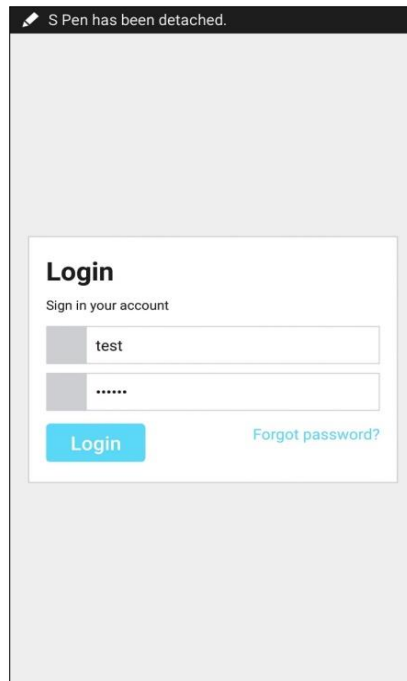 S Pen has been detached.
Login
Sign in your account
test
••••••
Login
Forgot password?